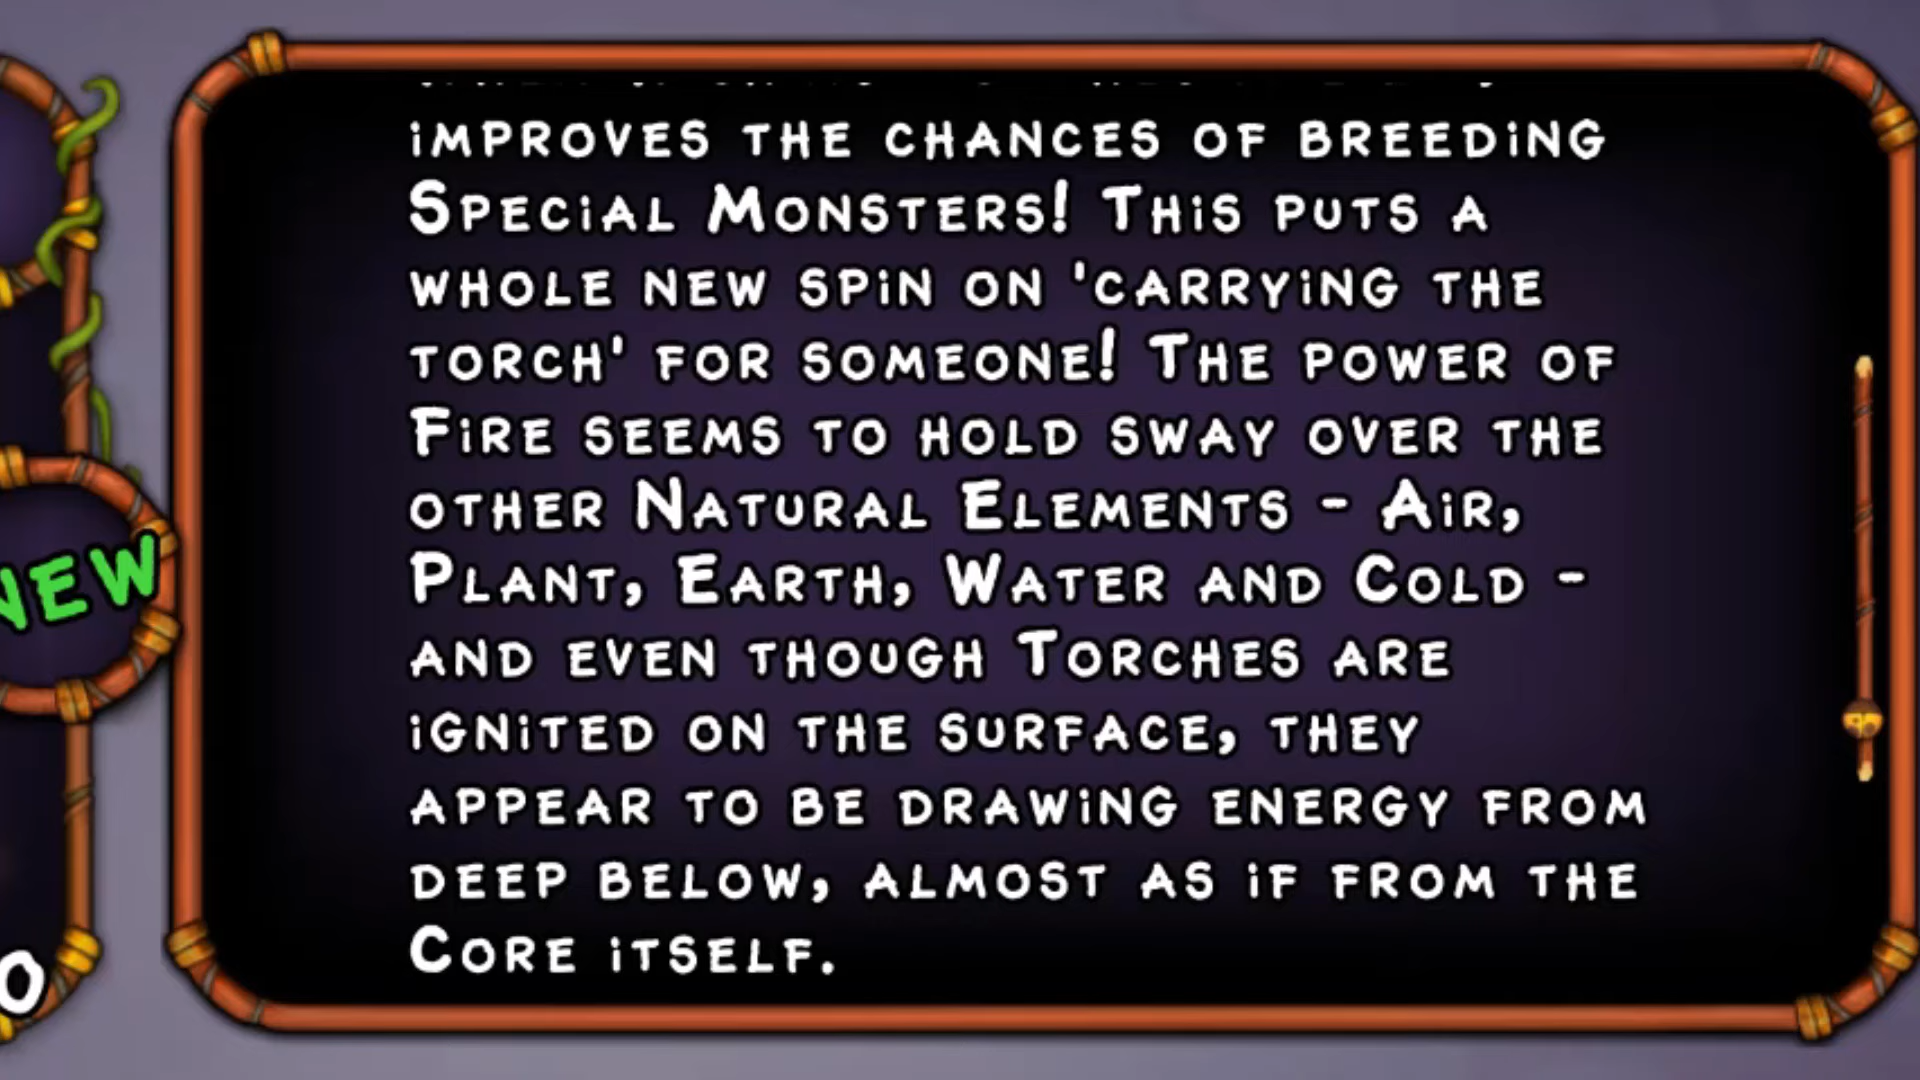 improves the chances of breeding
Special Monsters! This puts a
whole new spin on 'carrying the
torch' for someone! The power of
Fire seems to hold sway over the
other Natural Elements - Air,
Plant, Earth, Water and Cold -
and even though Torches are
ignited on the surface, they
appear to be drawing energy from
deep below, almost as if from the
Core itself.
NEW